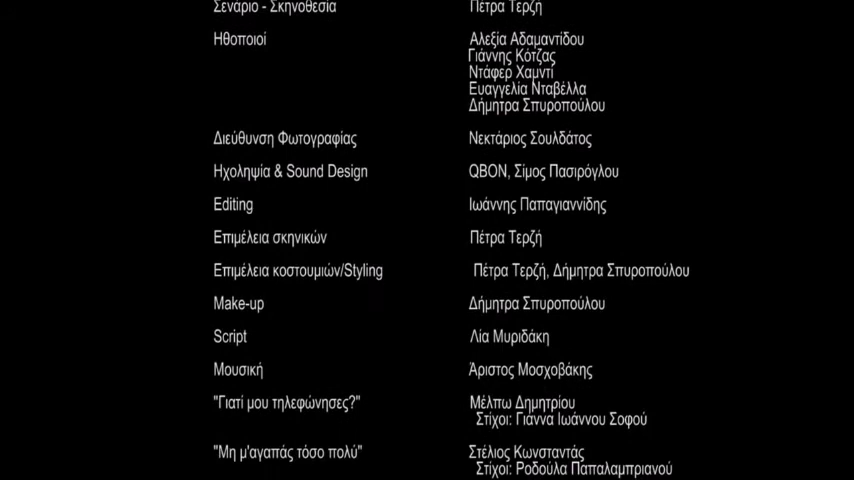 Σενάριο - Σκηνοθεσία Πέτρα Τερζή
Ηθοποιοί Αλεξία Αδαμαντίδου
Γιάννης Κότζας
Ντάφερ Χαμντί
Ευαγγελία Νταβέλλα
Δήμητρα Σπυροπούλου
Διεύθυνση Φωτογραφίας Νεκτάριος Σουλδάτος
Ηχοληψία & Sound Design QBON, Σίμος Πασιρόγλου
Editing Ιωάννης Παπαγιαννίδης
Επιμέλεια σκηνικών Πέτρα Τερζή
Επιμέλεια κοστουμιών/Styling Πέτρα Τερζή, Δήμητρα Σπυροπούλου
Make-up Δήμητρα Σπυροπούλου
Script Λία Μυριδάκη
Μουσική Άριστος Μοσχοβάκης
"Γιατί μου τηλεφώνησες?" Μέλπω Δημητρίου
Στίχοι: Γιάννα Ιωάννου Σοφού
"Μη μ'αγαπάς τόσο πολύ" Στέλιος Κωνσταντάς
Στίχοι: Ροδούλα Παπαλαμπριανού